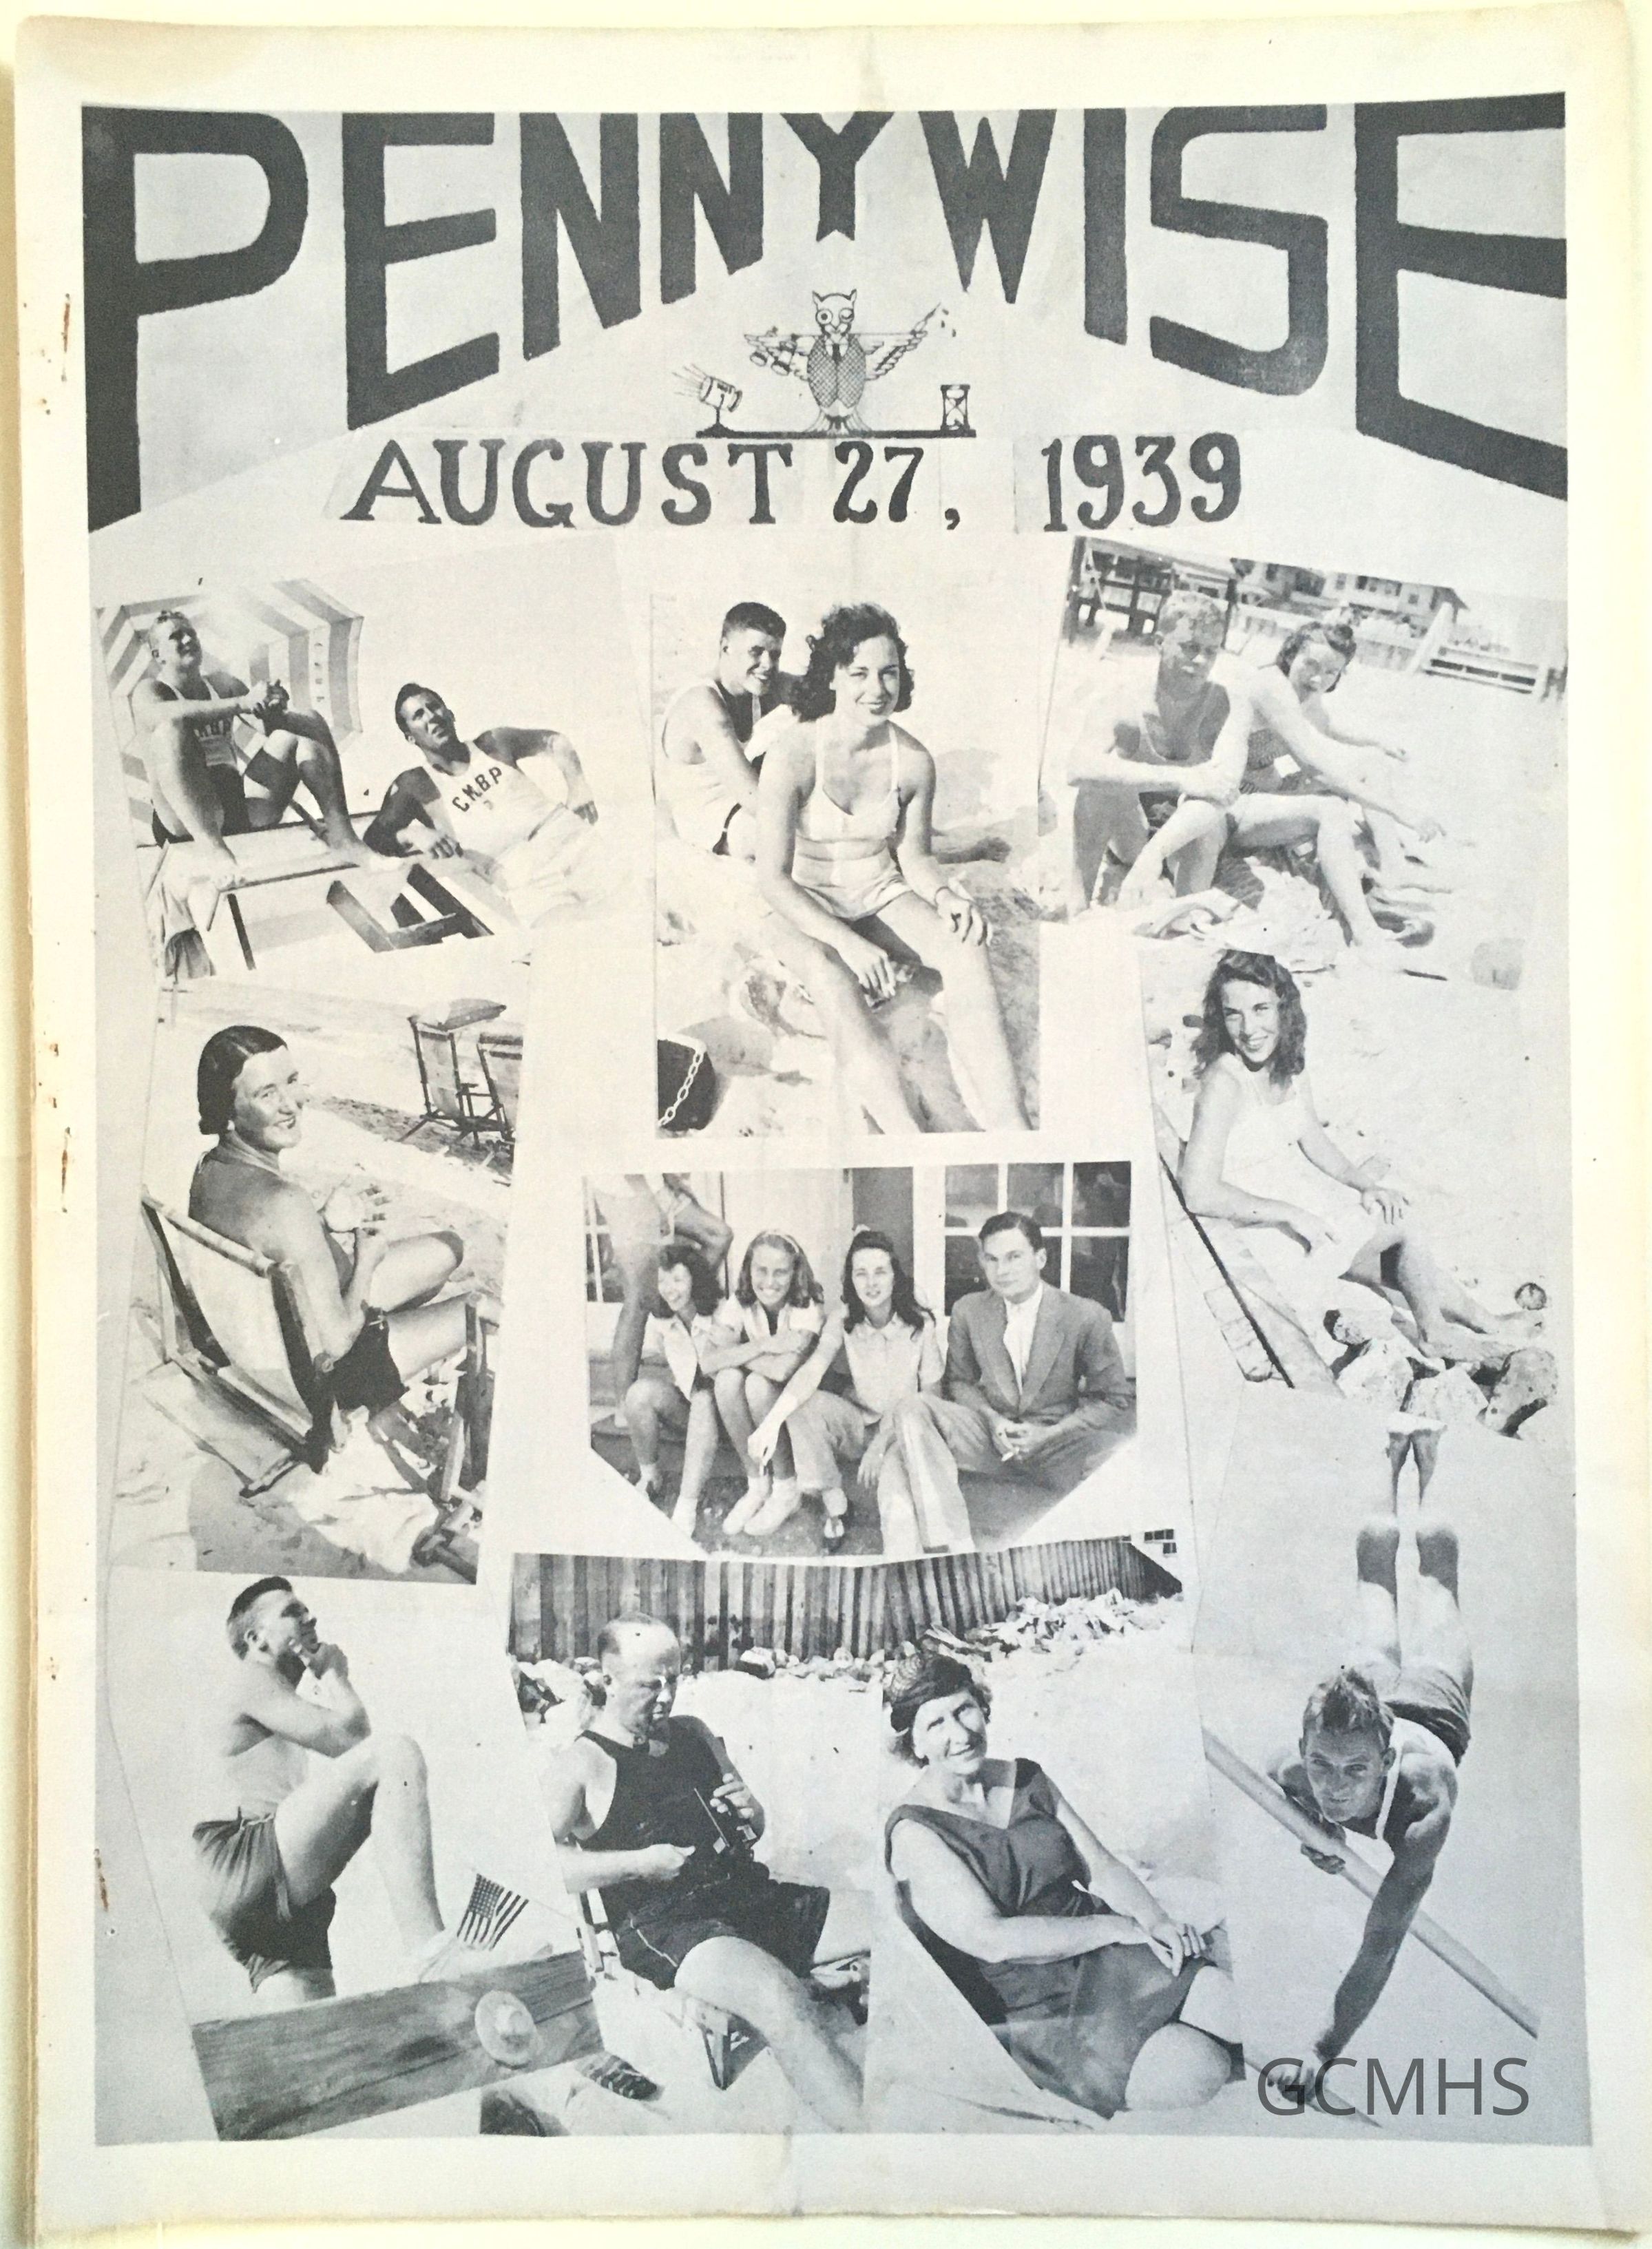 PENNYWISE
AUGUST 27, 1939
C.M.B.P.
GCMHS